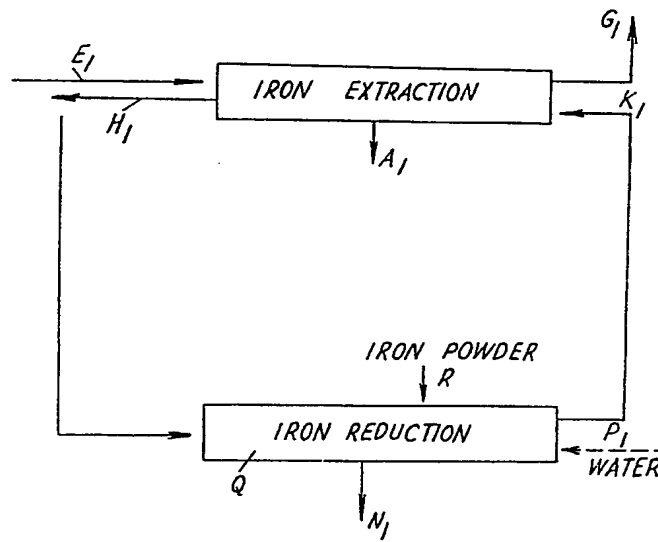 G1
E1
IRON EXTRACTION
K1
H1
A1
IRON POWDER
R
IRON REDUCTION
P1
WATER
Q
N1